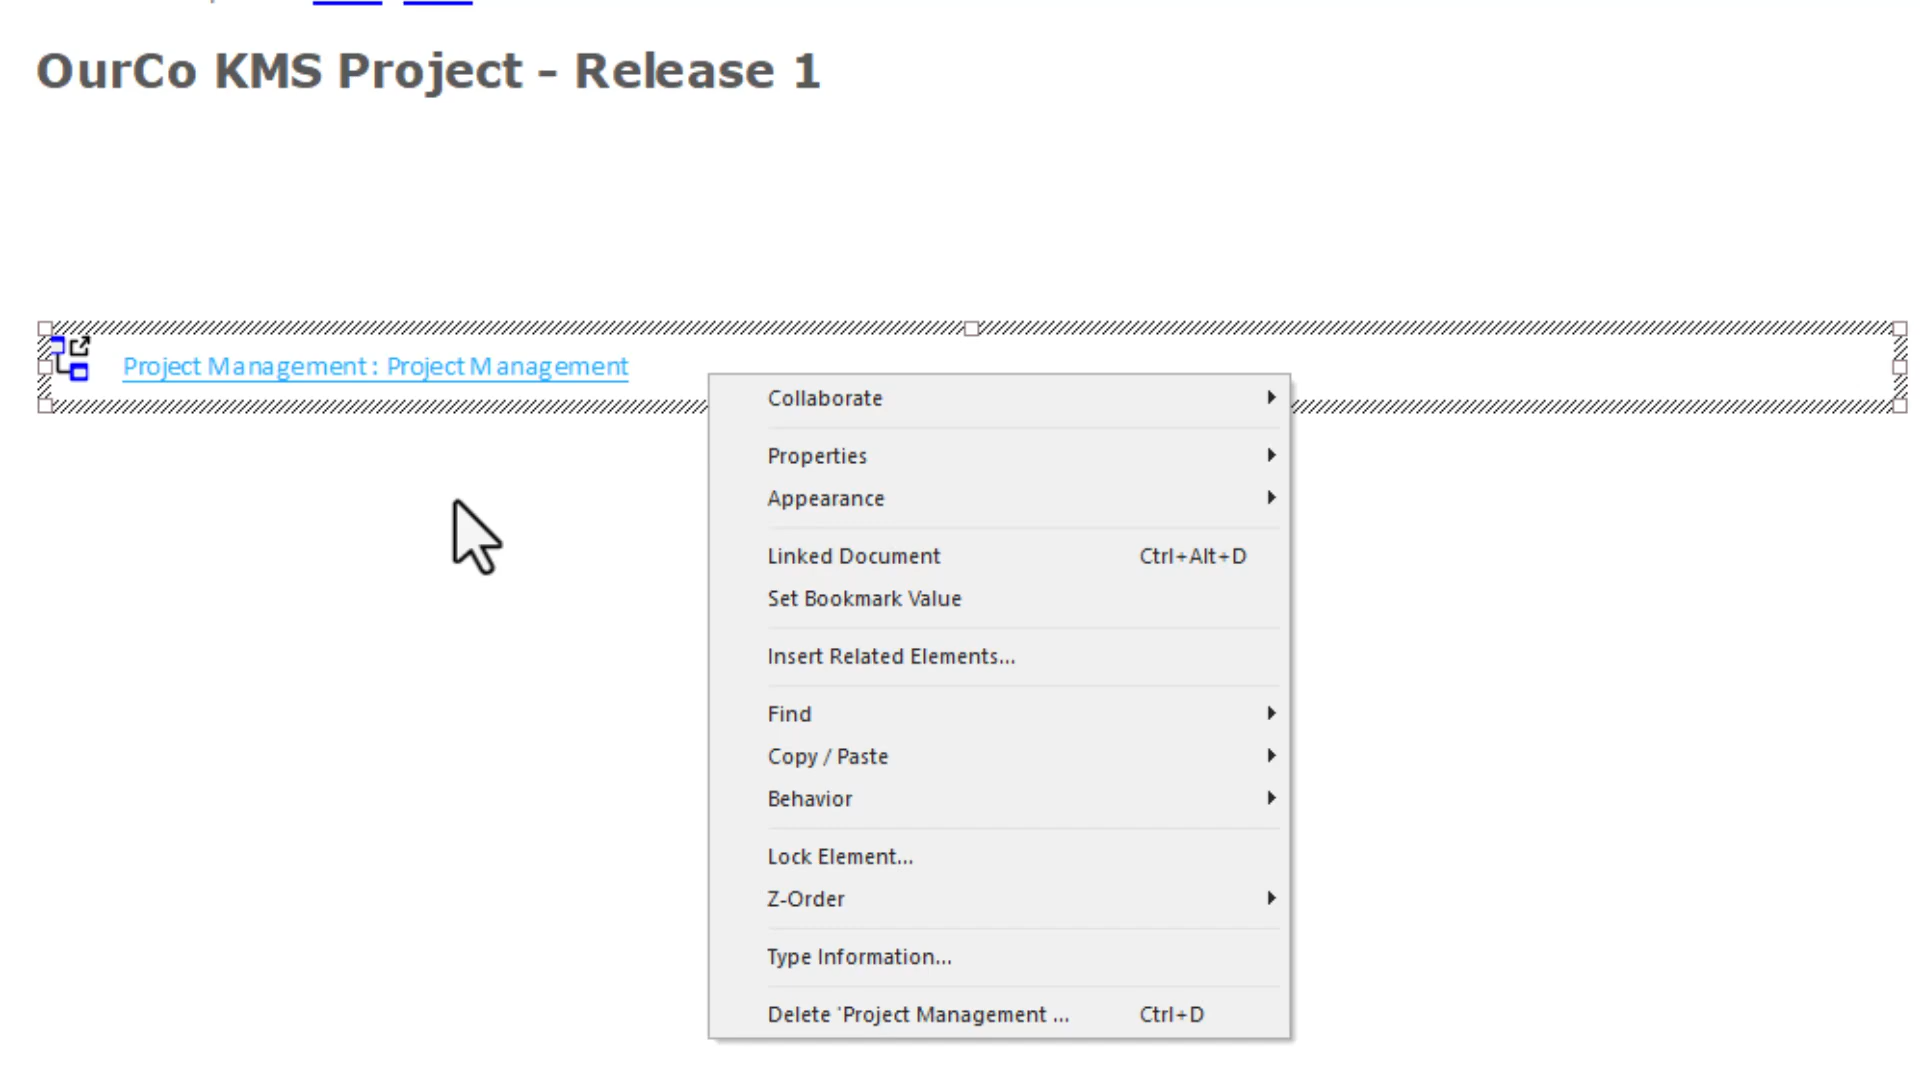 OurCo KMS Project - Release 1
Project Management : Project Management
Collaborate
Properties
Appearance
Linked Document Ctrl+Alt+D
Set Bookmark Value
Insert Related Elements...
Find
Copy / Paste
Behavior
Lock Element...
Z-Order
Type Information...
Delete 'Project Management ... Ctrl+D